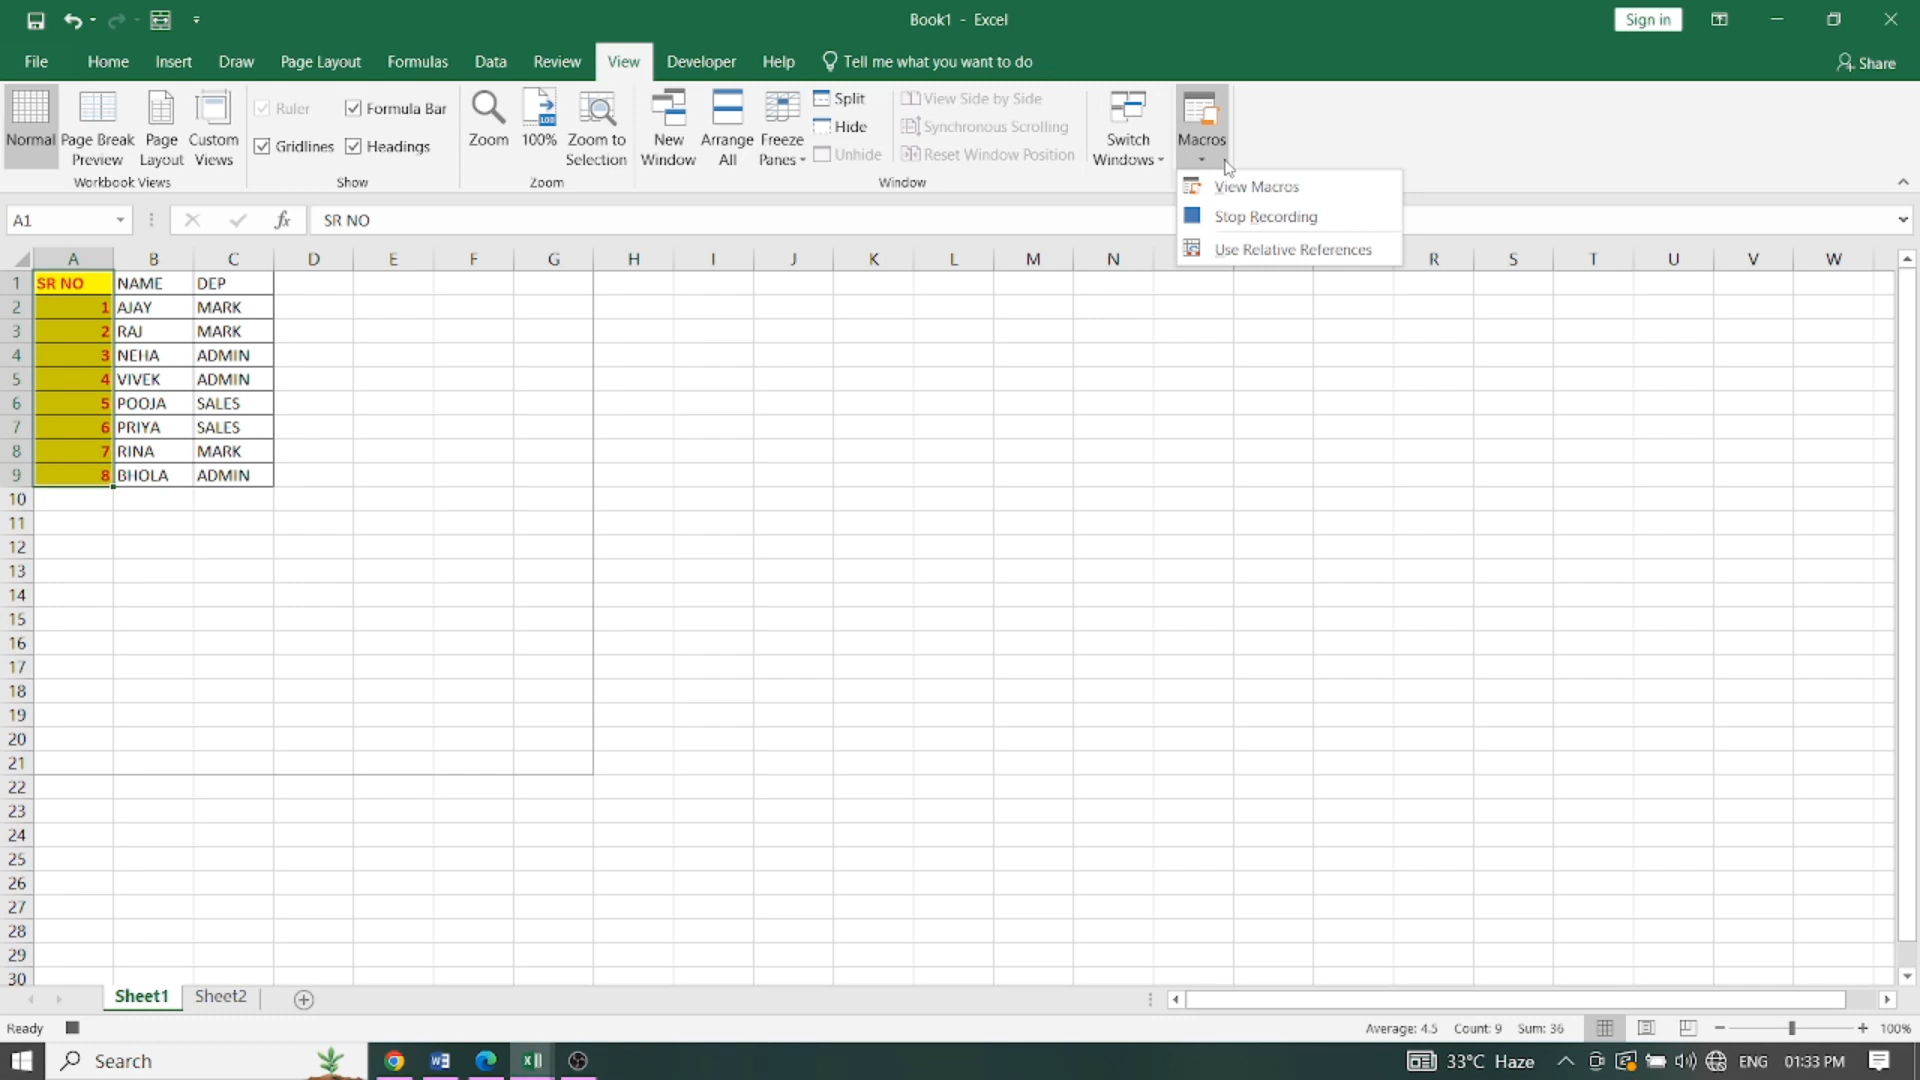 Book1 - Excel
Sign in
File Home Insert Draw Page Layout Formulas Data Review View Developer Help Tell me what you want to do Share
Normal Page Break Preview Page Layout Custom Views
Workbook Views
Ruler Formula Bar
Gridlines Headings
Show
Zoom 100% Zoom to Selection
Zoom
New Window Arrange All Freeze Panes Split Hide Unhide
View Side by Side
Synchronous Scrolling
Reset Window Position
Window
Switch Windows
Macros
View Macros
Stop Recording
Use Relative References
A1 fx SR NO
A B C D E F G H I J K L M N R S T U V W
1 SR NO NAME DEP
2 1 AJAY MARK
3 2 RAJ MARK
4 3 NEHA ADMIN
5 4 VIVEK ADMIN
6 5 POOJA SALES
7 6 PRIYA SALES
8 7 RINA MARK
9 8 BHOLA ADMIN
10
11
12
13
14
15
16
17
18
19
20
21
22
23
24
25
26
27
28
29
30
Sheet1 Sheet2
Ready Average: 4.5 Count: 9 Sum: 36 100%
Search 33°C Haze ENG 01:33 PM